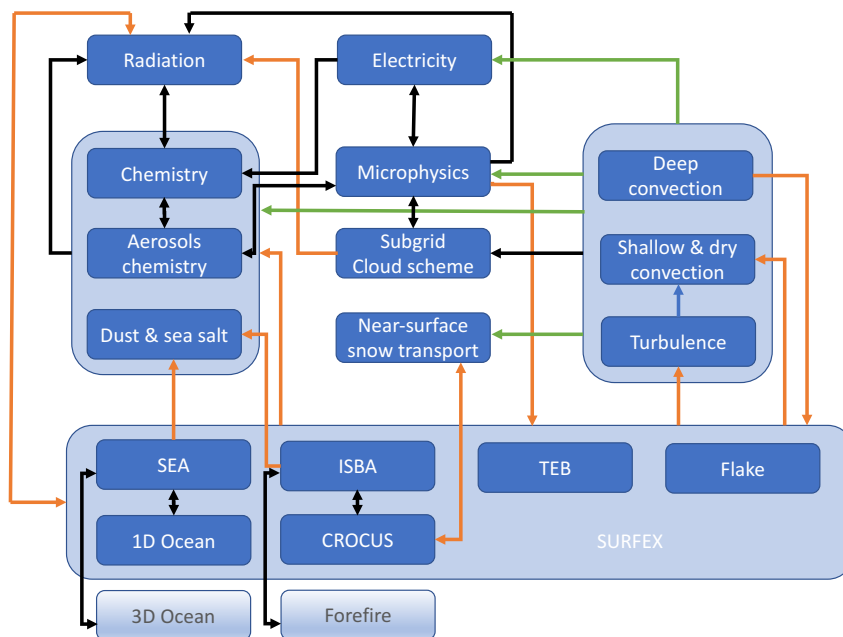 Radiation
Electricity
Chemistry
Microphysics
Deep
convection
Aerosols
chemistry
Subgrid
Cloud scheme
Shallow & dry
convection
Dust & sea salt
Near-surface
snow transport
Turbulence
SEA
ISBA
TEB
Flake
1D Ocean
CROCUS
SURFEX
3D Ocean
Forefire